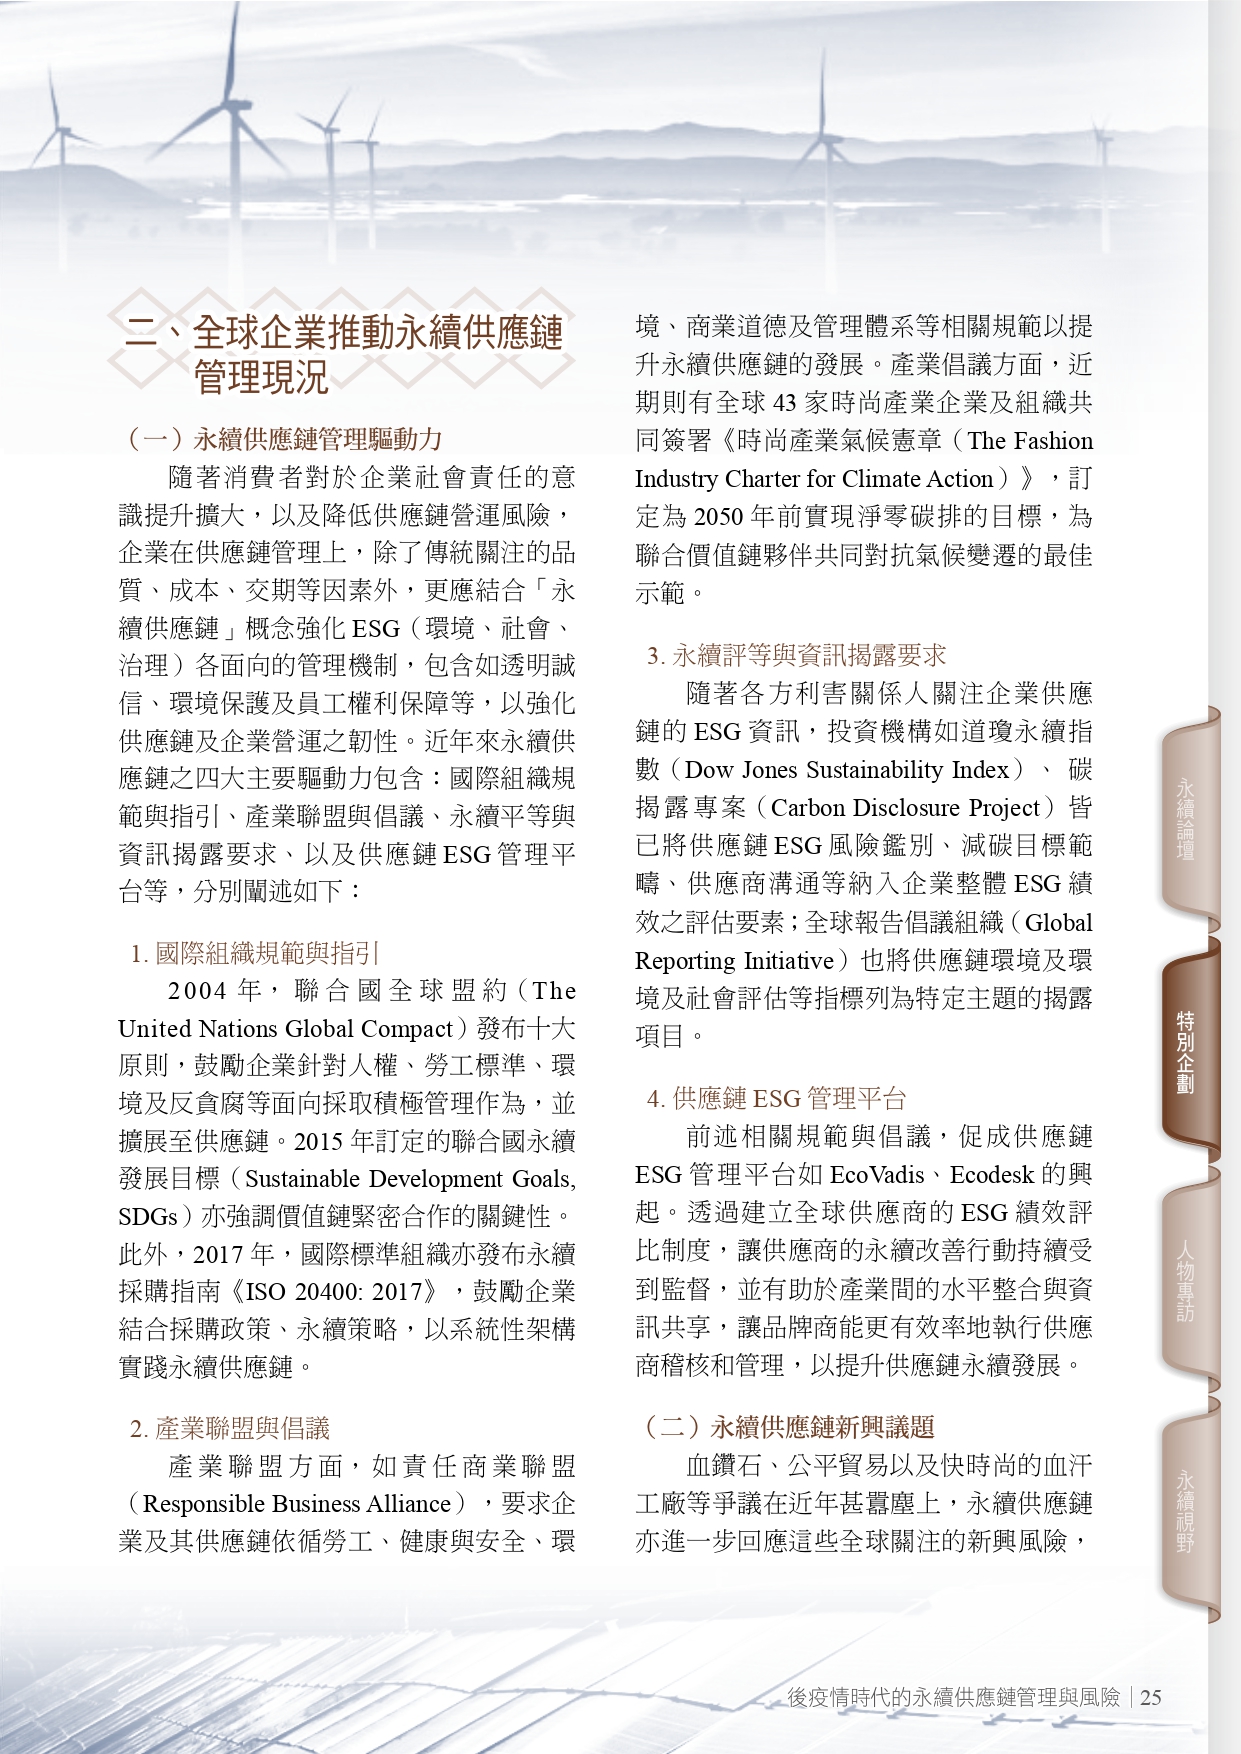 二、全球企業推動永續供應鏈
管理現況
（一）永續供應鏈管理驅動力
隨著消費者對於企業社會責任的意
識提升擴大，以及降低供應鏈營運風險，
企業在供應鏈管理上，除了傳統關注的品
質、成本、交期等因素外，更應結合「永
續供應鏈」概念強化 ESG（環境、社會、
治理）各面向的管理機制，包含如透明誠
信、環境保護及員工權利保障等，以強化
供應鏈及企業營運之韌性。近年來永續供
應鏈之四大主要驅動力包含：國際組織規
範與指引、產業聯盟與倡議、永續平等與
資訊揭露要求、以及供應鏈 ESG 管理平
台等，分別闡述如下：
1. 國際組織規範與指引
2004 年，聯合國全球盟約（The
United Nations Global Compact）發布十大
原則，鼓勵企業針對人權、勞工標準、環
境及反貪腐等面向採取積極管理作為，並
擴展至供應鏈。2015 年訂定的聯合國永續
發展目標（Sustainable Development Goals,
SDGs）亦強調價值鏈緊密合作的關鍵性。
此外，2017 年，國際標準組織亦發布永續
採購指南《ISO 20400: 2017》，鼓勵企業
結合採購政策、永續策略，以系統性架構
實踐永續供應鏈。
2. 產業聯盟與倡議
產業聯盟方面，如責任商業聯盟
（Responsible Business Alliance），要求企
業及其供應鏈依循勞工、健康與安全、環
境、商業道德及管理體系等相關規範以提
升永續供應鏈的發展。產業倡議方面，近
期則有全球 43 家時尚產業企業及組織共
同簽署《時尚產業氣候憲章（The Fashion
Industry Charter for Climate Action）》，訂
定為 2050 年前實現淨零碳排的目標，為
聯合價值鏈夥伴共同對抗氣候變遷的最佳
示範。
3. 永續評等與資訊揭露要求
隨著各方利害關係人關注企業供應
鏈的 ESG 資訊，投資機構如道瓊永續指
數（Dow Jones Sustainability Index）、 碳
揭露專案（Carbon Disclosure Project）皆
已將供應鏈 ESG 風險鑑別、減碳目標範
疇、供應商溝通等納入企業整體 ESG 績
效之評估要素；全球報告倡議組織（Global
Reporting Initiative）也將供應鏈環境及環
境及社會評估等指標列為特定主題的揭露
項目。
4. 供應鏈 ESG 管理平台
前述相關規範與倡議，促成供應鏈
ESG 管理平台如 EcoVadis、Ecodesk 的興
起。透過建立全球供應商的 ESG 績效評
比制度，讓供應商的永續改善行動持續受
到監督，並有助於產業間的水平整合與資
訊共享，讓品牌商能更有效率地執行供應
商稽核和管理，以提升供應鏈永續發展。
（二）永續供應鏈新興議題
血鑽石、公平貿易以及快時尚的血汗
工廠等爭議在近年甚囂塵上，永續供應鏈
亦進一步回應這些全球關注的新興風險，
永續論壇
特別企劃
人物專訪
永續視野
後疫情時代的永續供應鏈管理與風險 | 25